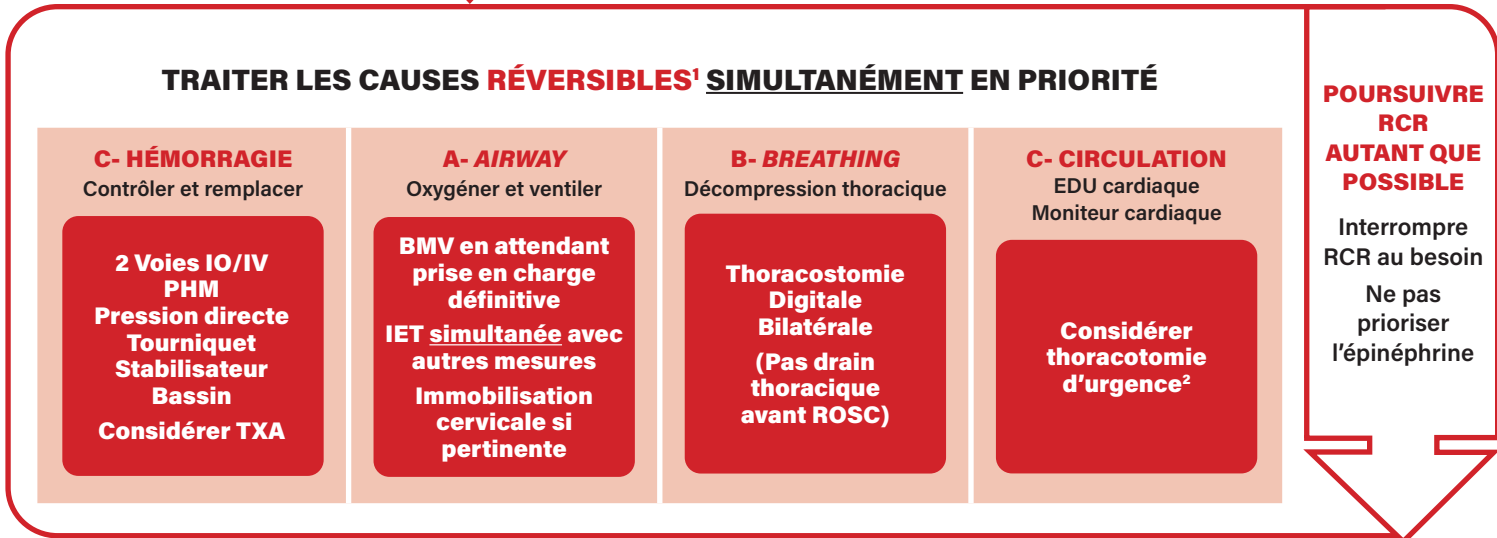 TRAITER LES CAUSES RÉVERSIBLES¹ SIMULTANÉMENT EN PRIORITÉ
C- HÉMORRAGIE
Contrôler et remplacer
2 Voies IO/IV
PHM
Pression directe
Tourniquet
Stabilisateur
Bassin
Considérer TXA
A- AIRWAY
Oxygéner et ventiler
BMV en attendant
prise en charge
définitive
IET simultanée avec
autres mesures
Immobilisation
cervicale si
pertinente
B- BREATHING
Décompression thoracique
Thoracostomie
Digitale
Bilatérale
(Pas drain
thoracique
avant ROSC)
C- CIRCULATION
EDU cardiaque
Moniteur cardiaque
Considérer
thoracotomie
d'urgence²
POURSUIVRE
RCR
AUTANT QUE
POSSIBLE
Interrompre
RCR au besoin
Ne pas
prioriser
l'épinéphrine